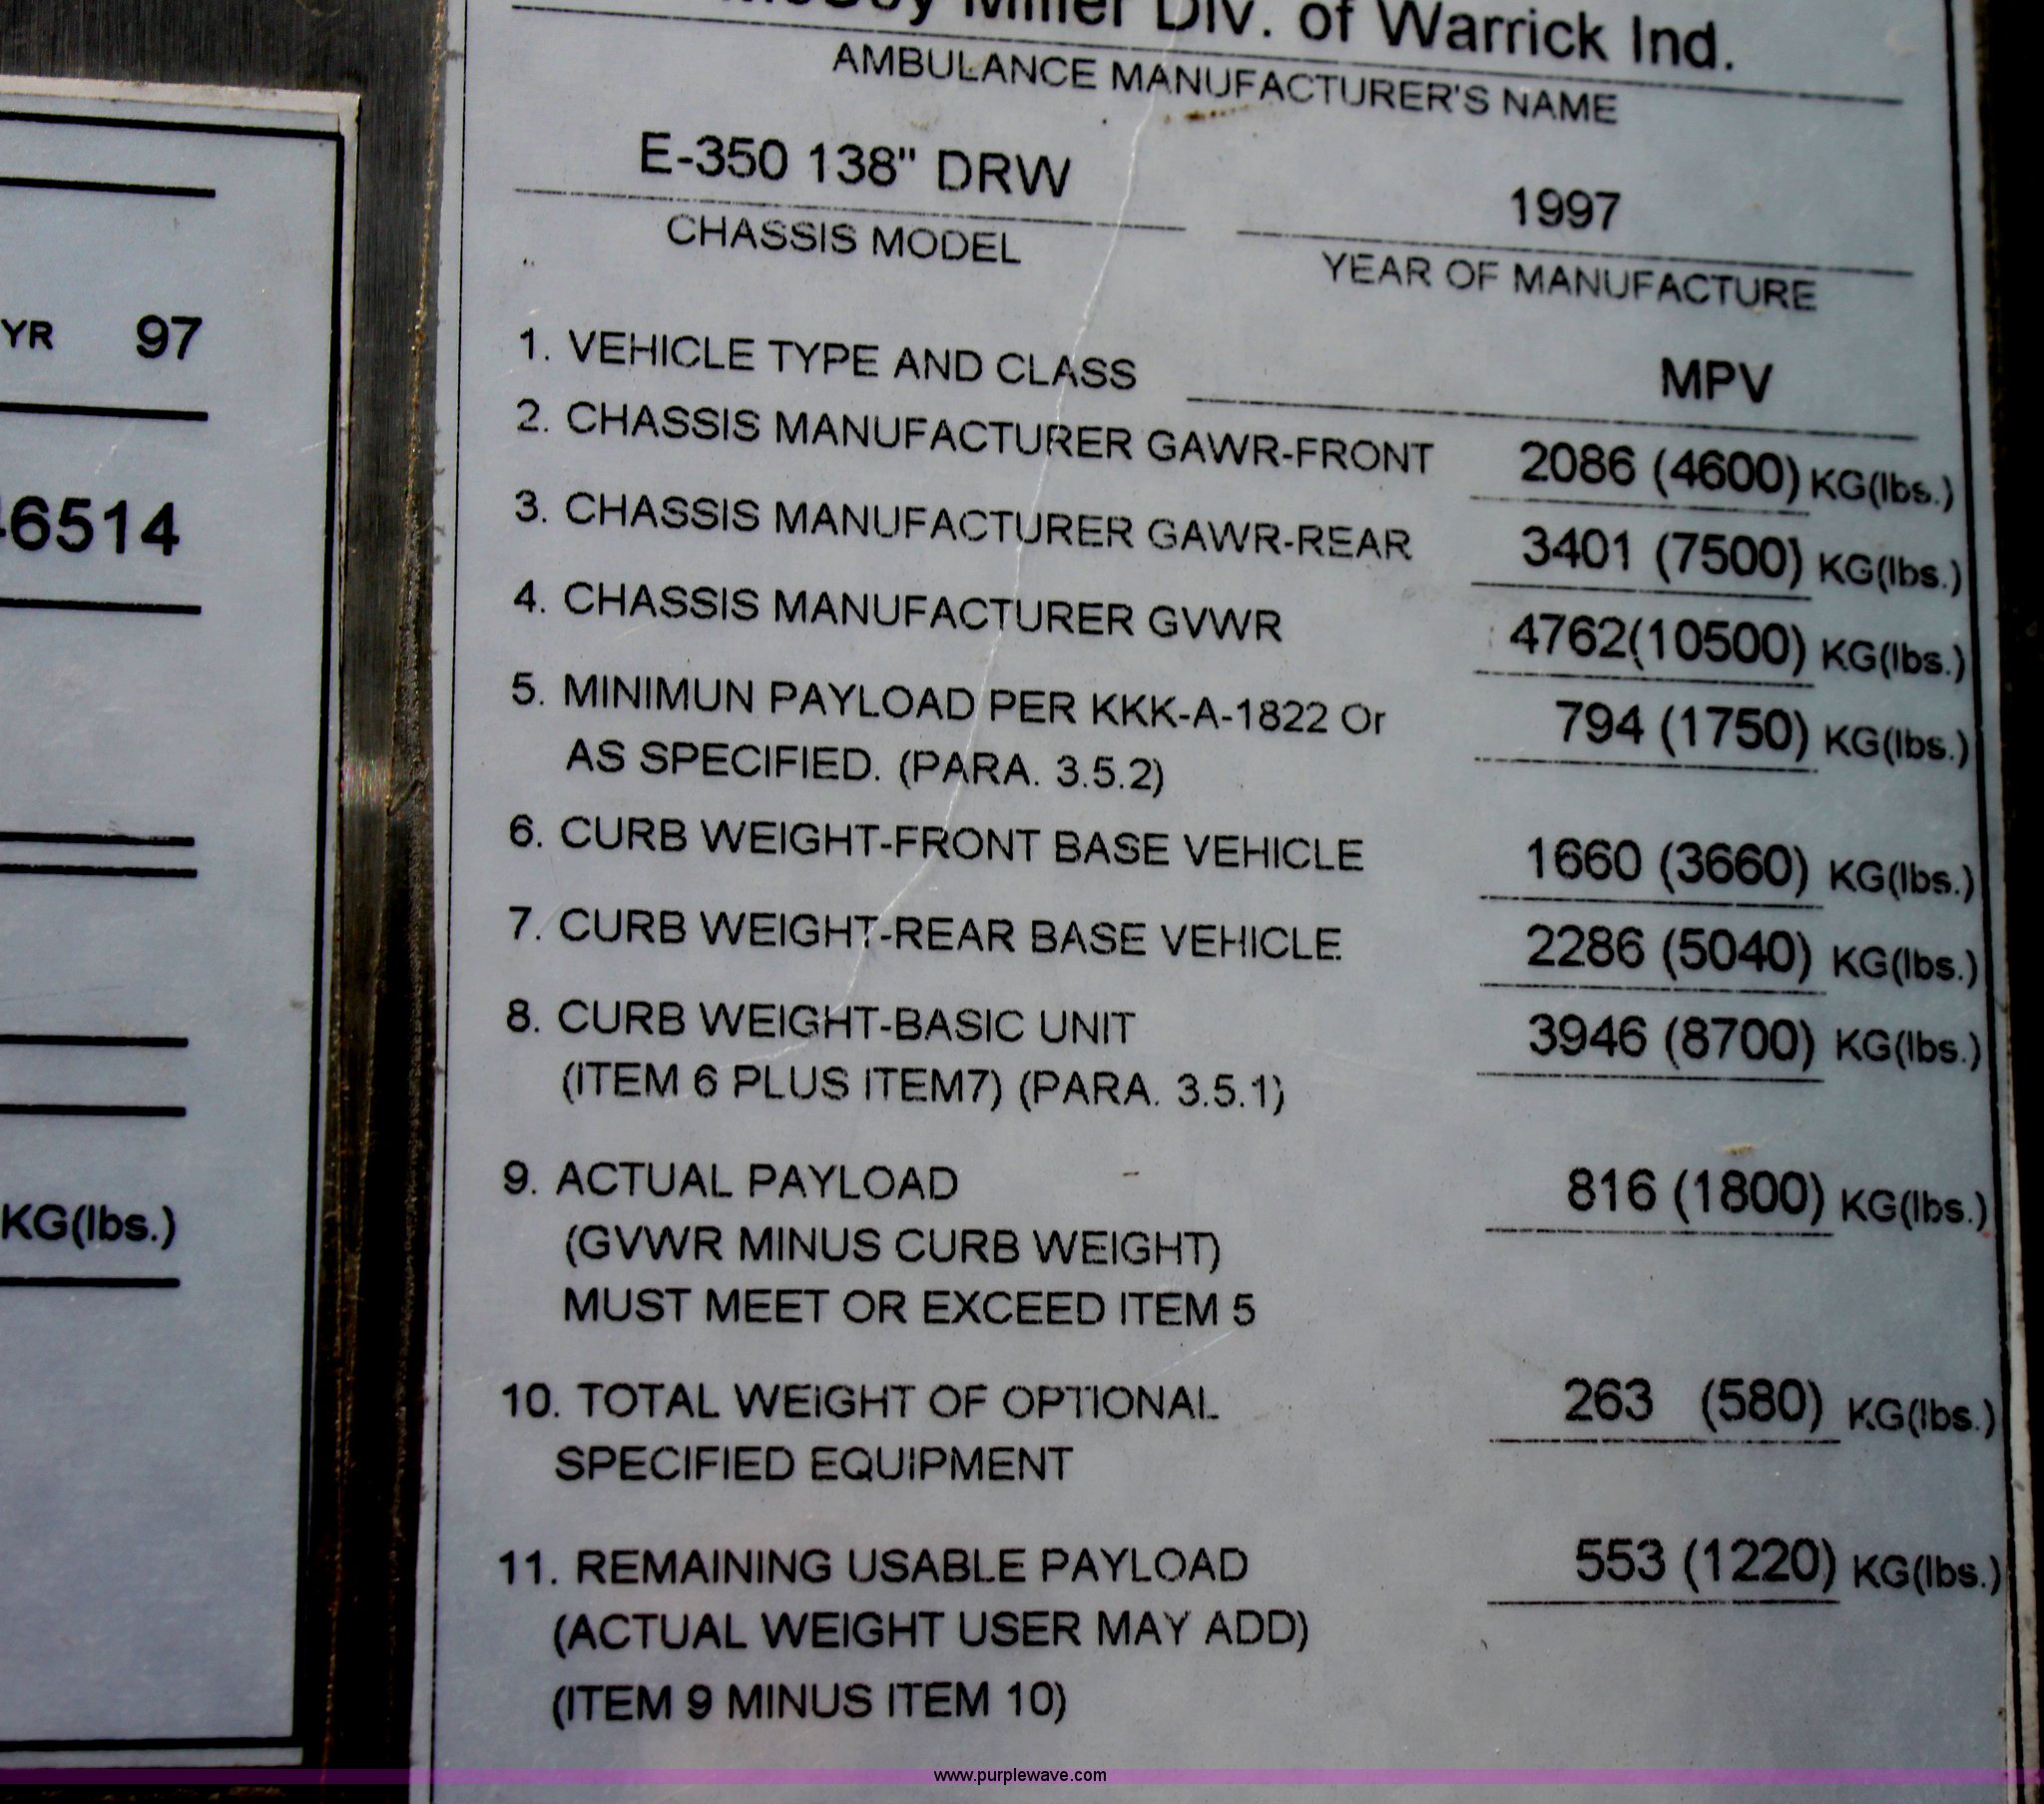 McCoy Miller Div. of Warrick Ind.
AMBULANCE MANUFACTURER'S NAME
E-350 138" DRW
1997
CHASSIS MODEL
YEAR OF MANUFACTURE
1. VEHICLE TYPE AND CLASS MPV
2. CHASSIS MANUFACTURER GAWR-FRONT 2086 (4600) KG(lbs.)
3. CHASSIS MANUFACTURER GAWR-REAR 3401 (7500) KG(lbs.)
4. CHASSIS MANUFACTURER GVWR 4762(10500) KG(lbs.)
5. MINIMUN PAYLOAD PER KKK-A-1822 Or 794 (1750) KG(lbs.)
AS SPECIFIED. (PARA. 3.5.2)
6. CURB WEIGHT-FRONT BASE VEHICLE 1660 (3660) KG(lbs.)
7. CURB WEIGHT-REAR BASE VEHICLE 2286 (5040) KG(lbs.)
8. CURB WEIGHT-BASIC UNIT 3946 (8700) KG(lbs.)
(ITEM 6 PLUS ITEM7) (PARA. 3.5.1)
9. ACTUAL PAYLOAD 816 (1800) KG(lbs.)
(GVWR MINUS CURB WEIGHT)
MUST MEET OR EXCEED ITEM 5
10. TOTAL WEIGHT OF OPTIONAL 263 (580) KG(lbs.)
SPECIFIED EQUIPMENT
11. REMAINING USABLE PAYLOAD 553 (1220) KG(lbs.)
(ACTUAL WEIGHT USER MAY ADD)
(ITEM 9 MINUS ITEM 10)
YR 97
6514
KG(lbs.)
www.purplewave.com